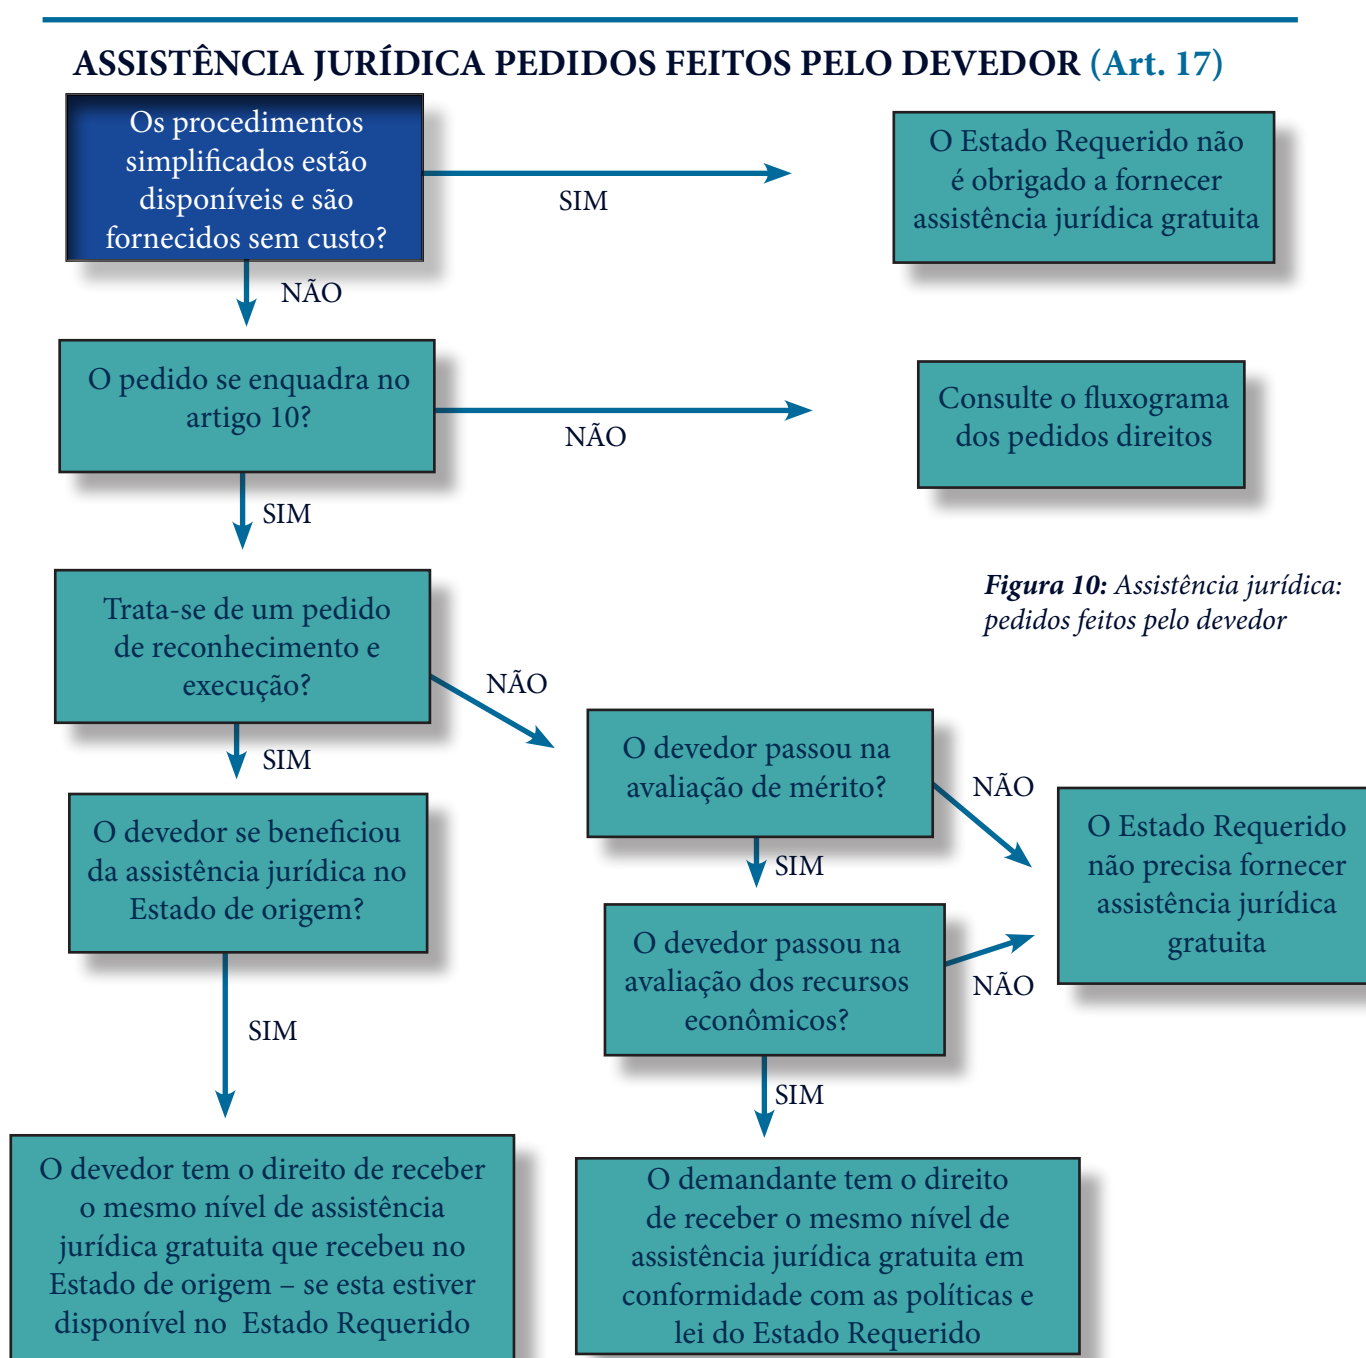 ASSISTÊNCIA JURÍDICA PEDIDOS FEITOS PELO DEVEDOR (Art. 17)
Os procedimentos
simplificados estão
disponíveis e são
fornecidos sem custo?
SIM
O Estado Requerido não
é obrigado a fornecer
assistência jurídica gratuita
NÃO
O pedido se enquadra no
artigo 10?
NÃO
Consulte o fluxograma
dos pedidos direitos
SIM
Figura 10: Assistência jurídica:
pedidos feitos pelo devedor
Trata-se de um pedido
de reconhecimento e
execução?
NÃO
SIM
O devedor passou na
avaliação de mérito?
NÃO
SIM
O Estado Requerido
não precisa fornecer
assistência jurídica
gratuita
O devedor se beneficiou
da assistência jurídica no
Estado de origem?
O devedor passou na
avaliação dos recursos
econômicos?
NÃO
SIM
SIM
O devedor tem o direito de receber
o mesmo nível de assistência
jurídica gratuita que recebeu no
Estado de origem – se esta estiver
disponível no Estado Requerido
O demandante tem o direito
de receber o mesmo nível de
assistência jurídica gratuita em
conformidade com as políticas e
lei do Estado Requerido